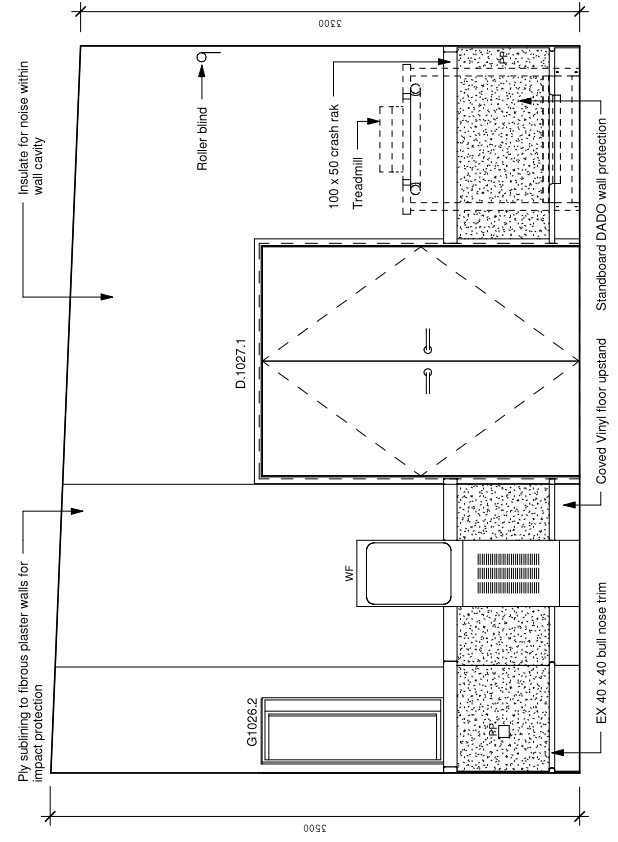 Ply sublining to fibrous plaster walls for
impact protection
Insulate for noise within
wall cavity
Roller blind
100 x 50 crash rak
Treadmill
D.1027.1
WF
G1026.2
EX 40 x 40 bull nose trim
Coved Vinyl floor upstand
Standboard DADO wall protection
3500
3300